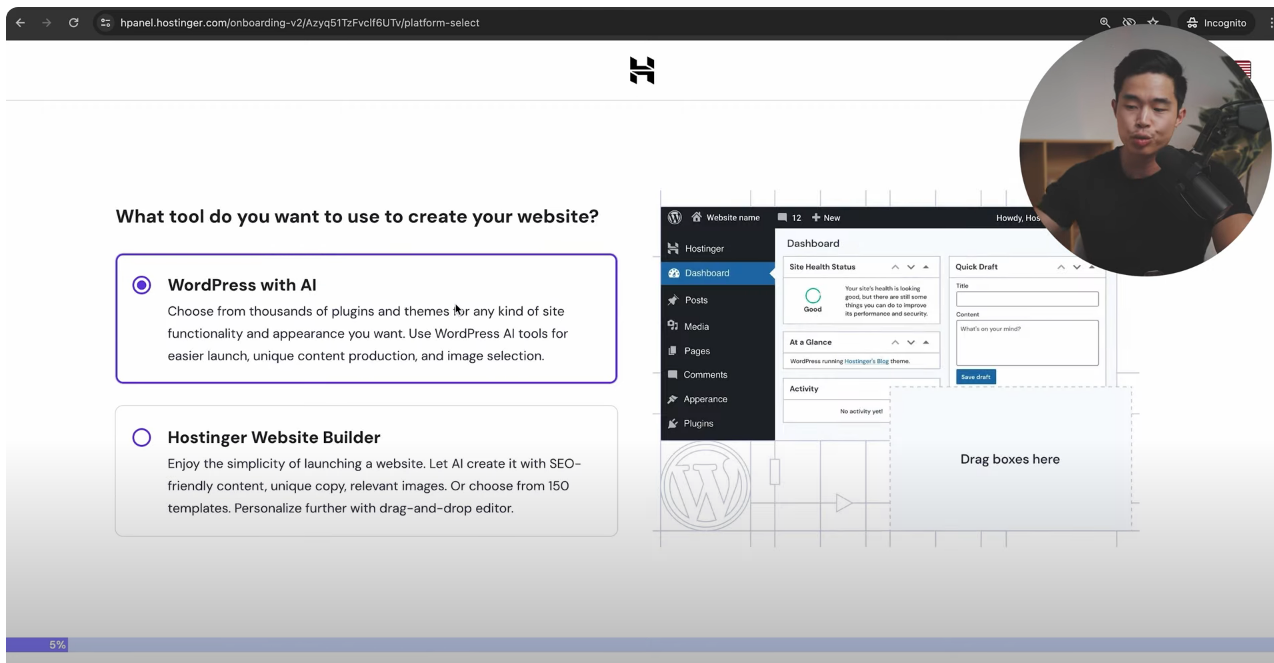 hpanel.hostinger.com/onboarding-v2/Azyq51TzFvcIf6UTv/platform-select
Incognito
What tool do you want to use to create your website?
WordPress with AI
Choose from thousands of plugins and themes for any kind of site
functionality and appearance you want. Use WordPress AI tools for
easier launch, unique content production, and image selection.
Hostinger Website Builder
Enjoy the simplicity of launching a website. Let AI create it with SEO-
friendly content, unique copy, relevant images. Or choose from 150
templates. Personalize further with drag-and-drop editor.
Website name
12
New
Howdy, Hos
Hostinger
Dashboard
Posts
Media
Pages
Comments
Apperance
Plugins
Dashboard
Site Health Status
Good
Your site's health is looking
good, but there are still some
things you can do to improve
its performance and security.
At a Glance
WordPress running Hostinger's Blog theme.
Activity
No activity yet!
Quick Draft
Title
Content
What's on your mind?
Save draft
Drag boxes here
5%